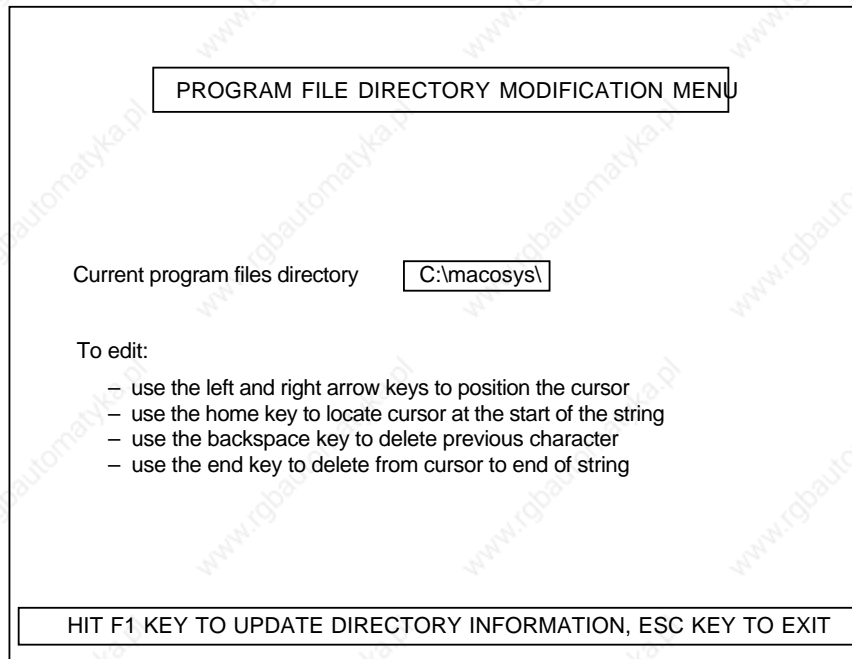 PROGRAM FILE DIRECTORY MODIFICATION MENU
Current program files directory C:\macosys\
To edit:
– use the left and right arrow keys to position the cursor
– use the home key to locate cursor at the start of the string
– use the backspace key to delete previous character
– use the end key to delete from cursor to end of string
HIT F1 KEY TO UPDATE DIRECTORY INFORMATION, ESC KEY TO EXIT
www.rgbautomatyka.pl